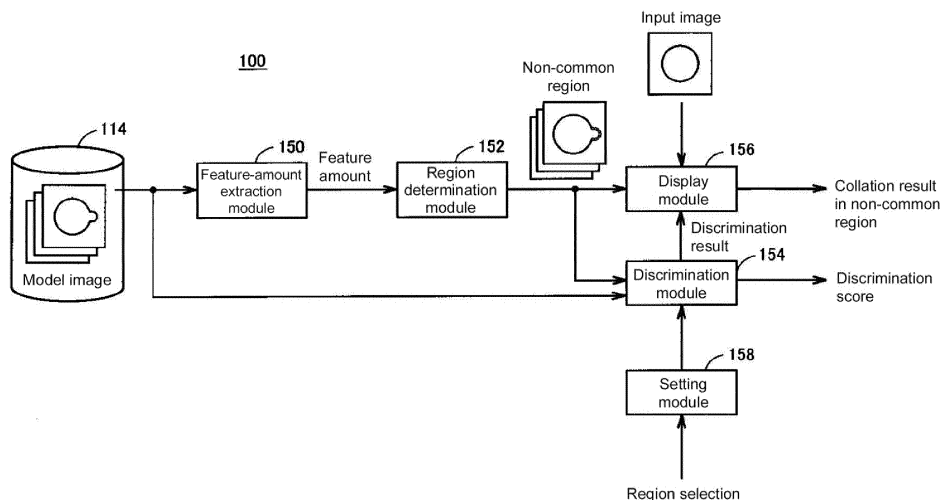 Input image
100
Non-common
region
114
150
Feature-amount
extraction
module
Feature
amount
152
Region
determination
module
156
Display
module
Collation result
in non-common
region
Model image
Discrimination
result
154
Discrimination
module
Discrimination
score
158
Setting
module
Region selection